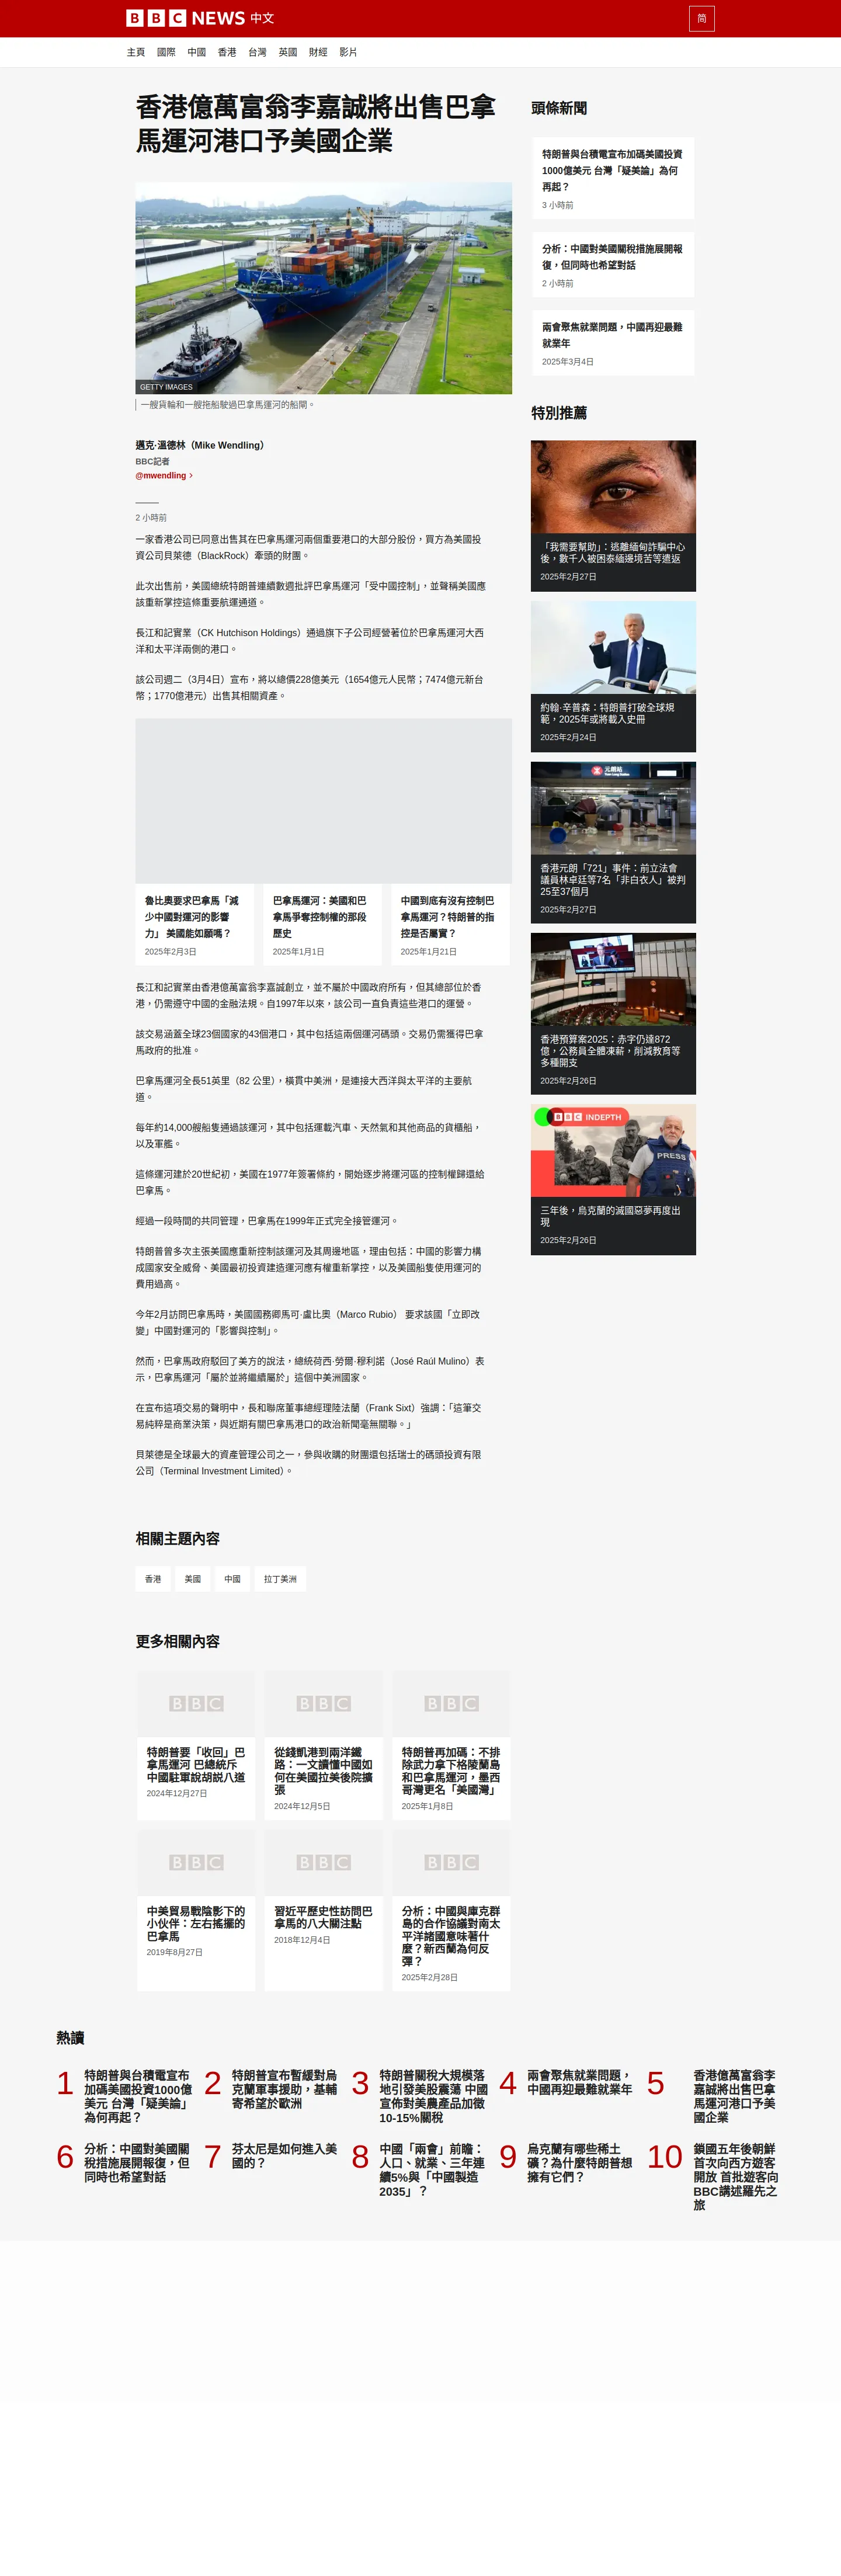 BBC NEWS 中文
简
主頁 國際 中國 香港 台灣 英國 財經 影片
香港億萬富翁李嘉誠將出售巴拿
馬運河港口予美國企業
GETTY IMAGES
一艘貨輪和一艘拖船駛過巴拿馬運河的船閘。
邁克·溫德林（Mike Wendling）
BBC記者
@mwendling
2 小時前
一家香港公司已同意出售其在巴拿馬運河兩個重要港口的大部分股份，買方為美國投
資公司貝萊德（BlackRock）牽頭的財團。
此次出售前，美國總統特朗普連續數週批評巴拿馬運河「受中國控制」，並聲稱美國應
該重新掌控這條重要航運通道。
長江和記實業（CK Hutchison Holdings）通過旗下子公司經營著位於巴拿馬運河大西
洋和太平洋兩側的港口。
該公司週二（3月4日）宣布，將以總價228億美元（1654億元人民幣；7474億元新台
幣；1770億港元）出售其相關資產。
魯比奧要求巴拿馬「減
少中國對運河的影響
力」 美國能如願嗎？
2025年2月3日
巴拿馬運河：美國和巴
拿馬爭奪控制權的那段
歷史
2025年1月1日
中國到底有沒有控制巴
拿馬運河？特朗普的指
控是否屬實？
2025年1月21日
長江和記實業由香港億萬富翁李嘉誠創立，並不屬於中國政府所有，但其總部位於香
港，仍需遵守中國的金融法規。自1997年以來，該公司一直負責這些港口的運營。
該交易涵蓋全球23個國家的43個港口，其中包括這兩個運河碼頭。交易仍需獲得巴拿
馬政府的批准。
巴拿馬運河全長51英里（82 公里），橫貫中美洲，是連接大西洋與太平洋的主要航
道。
每年約14,000艘船隻通過該運河，其中包括運載汽車、天然氣和其他商品的貨櫃船，
以及軍艦。
這條運河建於20世紀初，美國在1977年簽署條約，開始逐步將運河區的控制權歸還給
巴拿馬。
經過一段時間的共同管理，巴拿馬在1999年正式完全接管運河。
特朗普曾多次主張美國應重新控制該運河及其周邊地區，理由包括：中國的影響力構
成國家安全威脅、美國最初投資建造運河應有權重新掌控，以及美國船隻使用運河的
費用過高。
今年2月訪問巴拿馬時，美國國務卿馬可·盧比奧（Marco Rubio） 要求該國「立即改
變」中國對運河的「影響與控制」。
然而，巴拿馬政府駁回了美方的說法，總統荷西·勞爾·穆利諾（José Raúl Mulino）表
示，巴拿馬運河「屬於並將繼續屬於」這個中美洲國家。
在宣布這項交易的聲明中，長和聯席董事總經理陸法蘭（Frank Sixt）強調：「這筆交
易純粹是商業決策，與近期有關巴拿馬港口的政治新聞毫無關聯。」
貝萊德是全球最大的資產管理公司之一，參與收購的財團還包括瑞士的碼頭投資有限
公司（Terminal Investment Limited）。
相關主題內容
香港 美國 中國 拉丁美洲
更多相關內容
BBC
特朗普要「收回」巴
拿馬運河 巴總統斥
中國駐軍說胡說八道
2024年12月27日
BBC
從錢凱港到兩洋鐵
路：一文讀懂中國如
何在美國拉美後院擴
張
2024年12月5日
BBC
特朗普再加碼：不排
除武力拿下格陵蘭島
和巴拿馬運河，墨西
哥灣更名「美國灣」
2025年1月8日
BBC
中美貿易戰陰影下的
小伙伴：左右搖擺的
巴拿馬
2019年8月27日
BBC
習近平歷史性訪問巴
拿馬的八大關注點
2018年12月4日
BBC
分析：中國與庫克群
島的合作協議對南太
平洋諸國意味著什
麼？新西蘭為何反
彈？
2025年2月28日
頭條新聞
特朗普與台積電宣布加碼美國投資
1000億美元 台灣「疑美論」為何
再起？
3 小時前
分析：中國對美國關稅措施展開報
復，但同時也希望對話
2 小時前
兩會聚焦就業問題，中國再迎最難
就業年
2025年3月4日
特別推薦
「我需要幫助」：逃離緬甸詐騙中心
後，數千人被困泰緬邊境苦等遣返
2025年2月27日
約翰·辛普森：特朗普打破全球規
範，2025年或將載入史冊
2025年2月24日
元朗站
Yuen Long Station
香港元朗「721」事件：前立法會
議員林卓廷等7名「非白衣人」被判
25至37個月
2025年2月27日
香港預算案2025：赤字仍達872
億，公務員全體凍薪，削減教育等
多種開支
2025年2月26日
BBC INDEPTH
PRESS
三年後，烏克蘭的滅國惡夢再度出
現
2025年2月26日
熱讀
1
特朗普與台積電宣布
加碼美國投資1000億
美元 台灣「疑美論」
為何再起？
2
特朗普宣布暫緩對烏
克蘭軍事援助，基輔
寄希望於歐洲
3
特朗普關稅大規模落
地引發美股震蕩 中國
宣佈對美農產品加徵
10-15%關稅
4
兩會聚焦就業問題，
中國再迎最難就業年
5
香港億萬富翁李
嘉誠將出售巴拿
馬運河港口予美
國企業
6
分析：中國對美國關
稅措施展開報復，但
同時也希望對話
7
芬太尼是如何進入美
國的？
8
中國「兩會」前瞻：
人口、就業、三年連
續5%與「中國製造
2035」？
9
烏克蘭有哪些稀土
礦？為什麼特朗普想
擁有它們？
10
鎖國五年後朝鮮
首次向西方遊客
開放 首批遊客向
BBC講述羅先之
旅